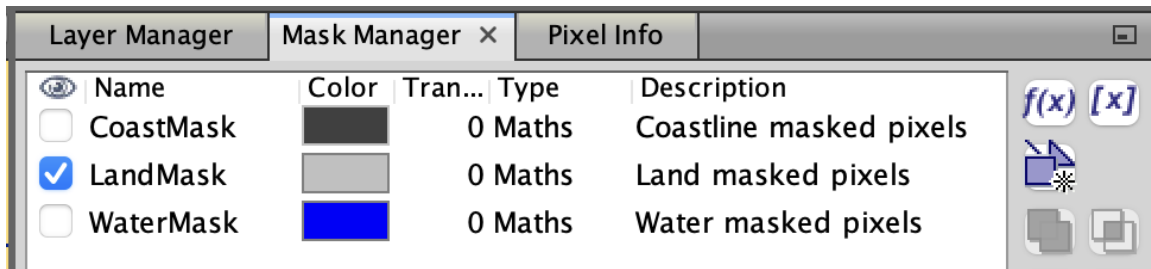 Layer Manager Mask Manager × Pixel Info
Name Color Tran... Type Description
f(x) [x]
CoastMask 0 Maths Coastline masked pixels
LandMask 0 Maths Land masked pixels
WaterMask 0 Maths Water masked pixels